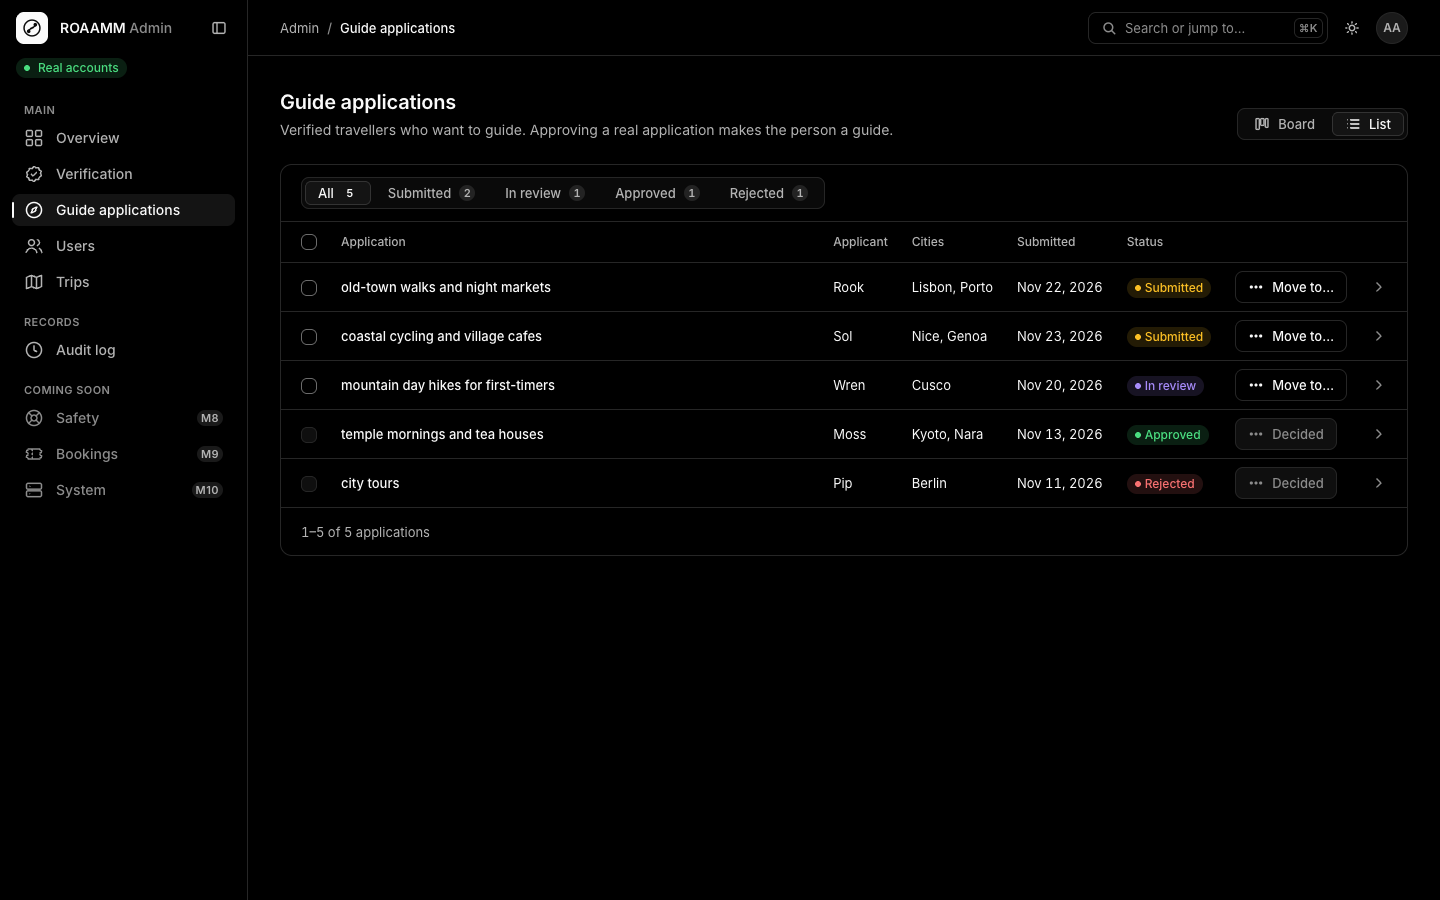 ROAAMM Admin
Real accounts
MAIN
Overview
Verification
Guide applications
Users
Trips
RECORDS
Audit log
COMING SOON
Safety M8
Bookings M9
System M10
Admin / Guide applications
Search or jump to... ⌘K
AA
Guide applications
Verified travellers who want to guide. Approving a real application makes the person a guide.
Board List
All 5 Submitted 2 In review 1 Approved 1 Rejected 1
Application Applicant Cities Submitted Status
old-town walks and night markets Rook Lisbon, Porto Nov 22, 2026 Submitted Move to...
coastal cycling and village cafes Sol Nice, Genoa Nov 23, 2026 Submitted Move to...
mountain day hikes for first-timers Wren Cusco Nov 20, 2026 In review Move to...
temple mornings and tea houses Moss Kyoto, Nara Nov 13, 2026 Approved Decided
city tours Pip Berlin Nov 11, 2026 Rejected Decided
1–5 of 5 applications